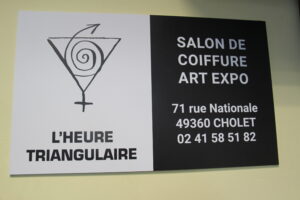 L'HEURE
TRIANGULAIRE
SALON DE
COIFFURE
ART EXPO
71 rue Nationale
49360 CHOLET
02 41 58 51 82